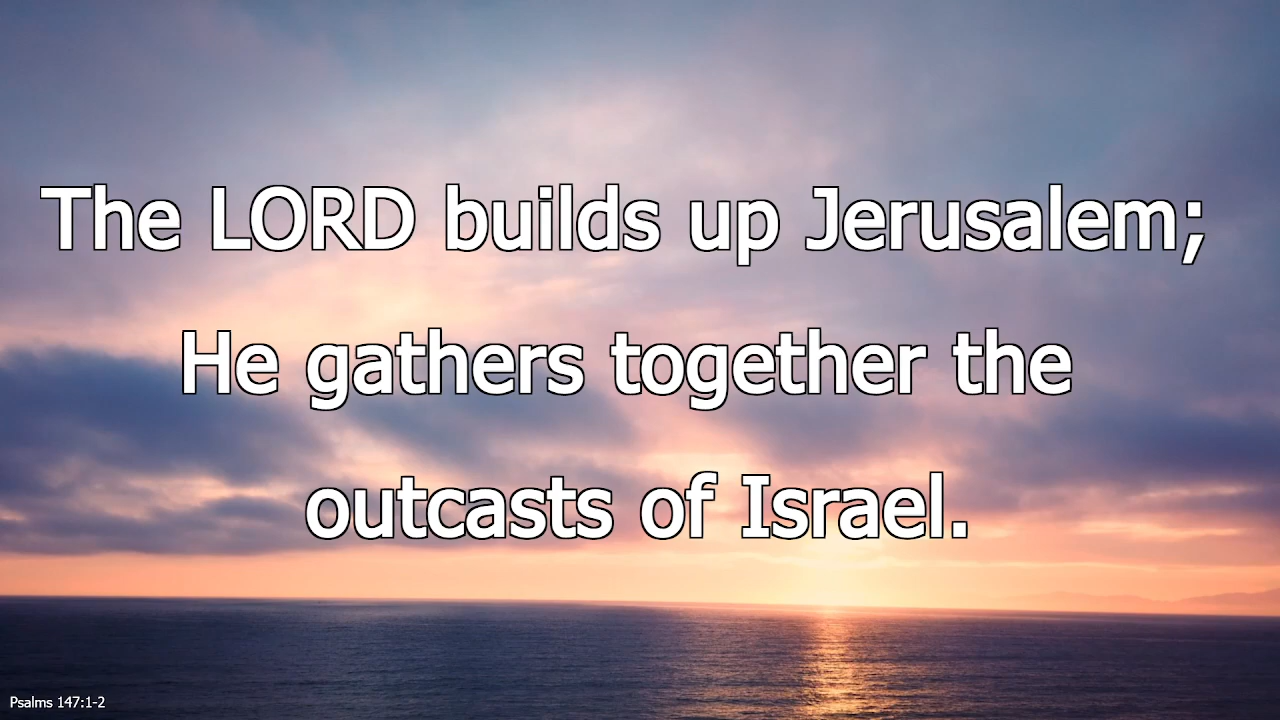 The LORD builds up Jerusalem;
He gathers together the
outcasts of Israel.
Psalms 147:1-2